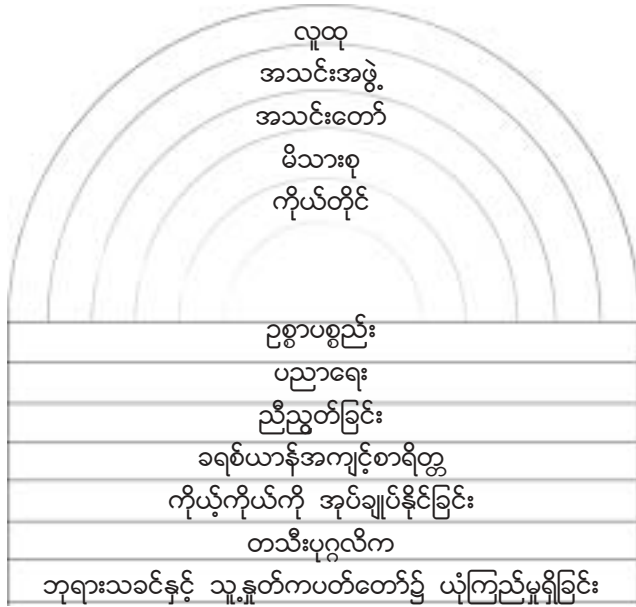 လူထု
အသင်းအဖွဲ့
အသင်းတော်
မိသားစု
ကိုယ်တိုင်
ဥစ္စာပစ္စည်း
ပညာရေး
ညီညွတ်ခြင်း
ခရစ်ယာန်အကျင့်စာရိတ္တ
ကိုယ့်ကိုယ်ကို အုပ်ချုပ်နိုင်ခြင်း
တသီးပုဂ္ဂလိက
ဘုရားသခင်နှင့် သူ့နှုတ်ကပတ်တော်၌ ယုံကြည်မှုရှိခြင်း